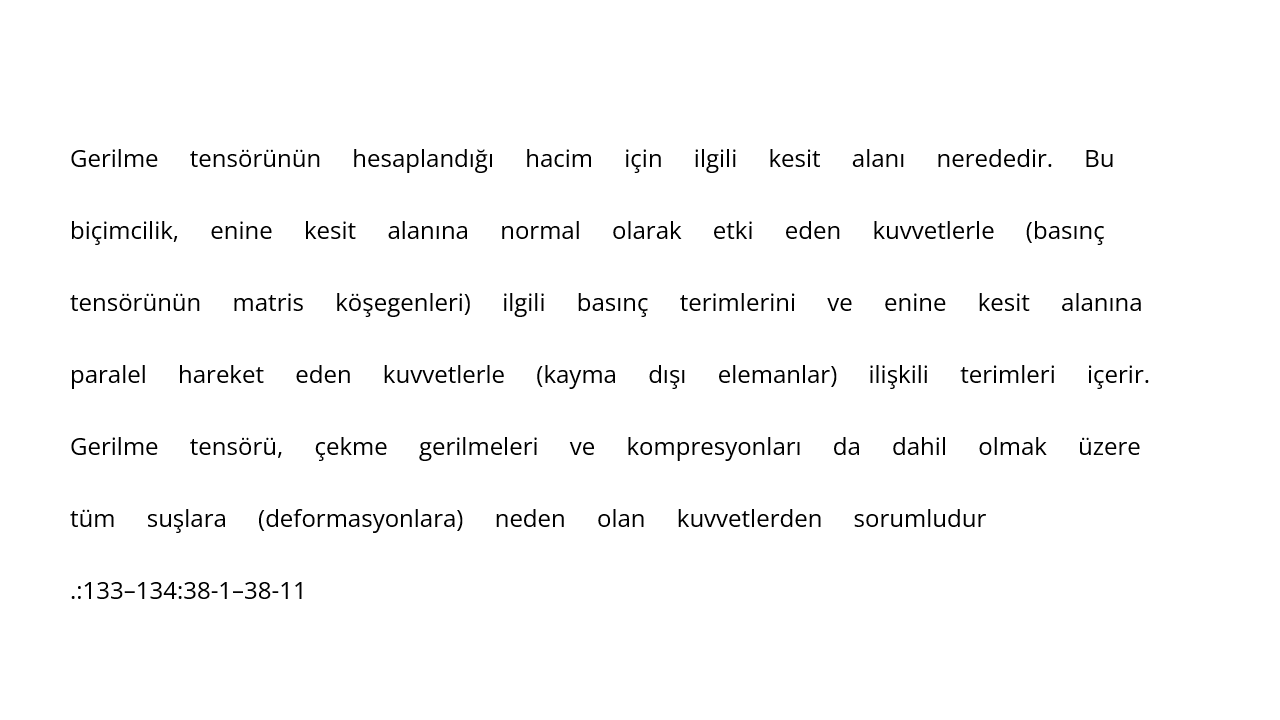 Gerilme tensörünün hesaplandığı hacim için ilgili kesit alanı nerededir. Bu
biçimcilik, enine kesit alanına normal olarak etki eden kuvvetlerle (basınç
tensörünün matris köşegenleri) ilgili basınç terimlerini ve enine kesit alanına
paralel hareket eden kuvvetlerle (kayma dışı elemanlar) ilişkili terimleri içerir.
Gerilme tensörü, çekme gerilmeleri ve kompresyonları da dahil olmak üzere
tüm suşlara (deformasyonlara) neden olan kuvvetlerden sorumludur
.:133–134:38-1–38-11